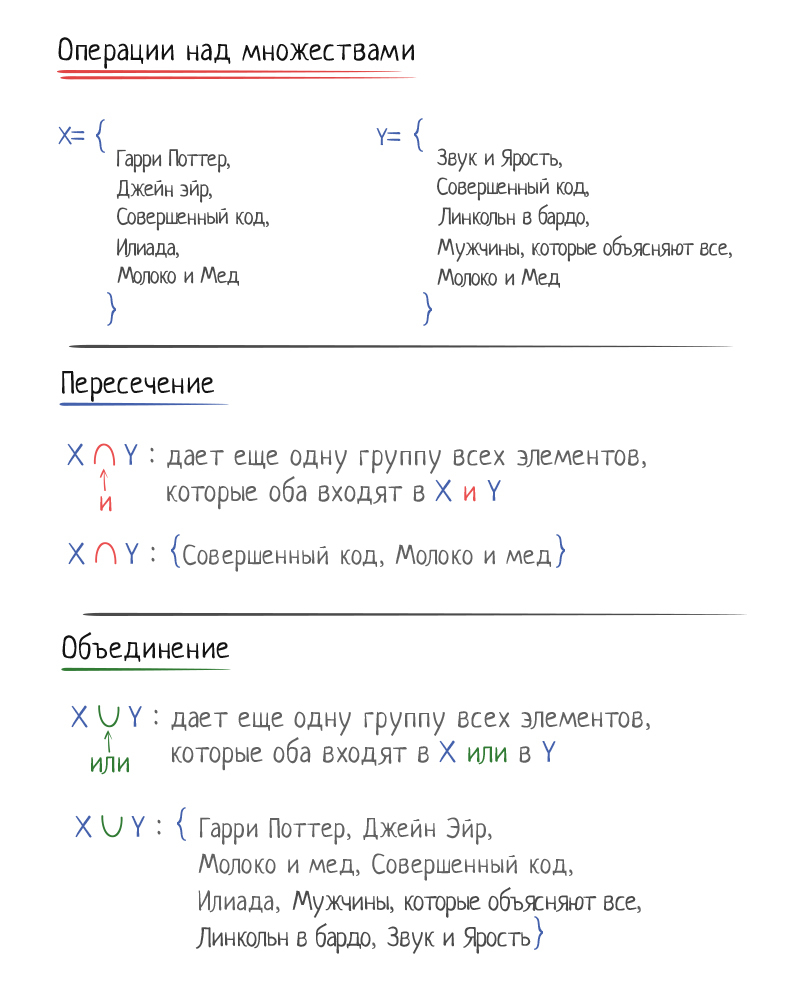 Операции над множествами
X= {
Гарри Поттер,
Джейн эйр,
Совершенный код,
Илиада,
Молоко и Мед
}
Y= {
Звук и Ярость,
Совершенный код,
Линкольн в бардо,
Мужчины, которые объясняют все,
Молоко и Мед
}
Пересечение
X ∩ Y : дает еще одну группу всех элементов,
которые оба входят в X и Y
и
X ∩ Y : {Совершенный код, Молоко и мед}
Объединение
X ∪ Y : дает еще одну группу всех элементов,
которые оба входят в X или в Y
или
X ∪ Y : { Гарри Поттер, Джейн Эйр,
Молоко и мед, Совершенный код,
Илиада, Мужчины, которые объясняют все,
Линкольн в бардо, Звук и Ярость}